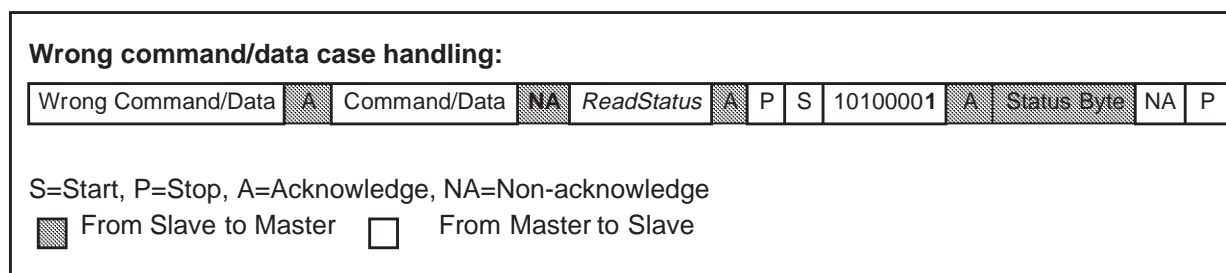 Wrong command/data case handling:
Wrong Command/Data A Command/Data NA ReadStatus A P S 10100001 A Status Byte NA P
S=Start, P=Stop, A=Acknowledge, NA=Non-acknowledge
From Slave to Master From Master to Slave